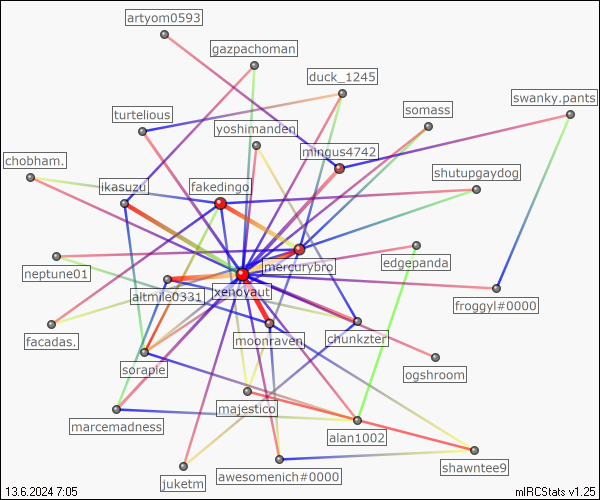 artyom0593
gazpachoman
duck_1245
swanky.pants
somass
turtelious
yoshimanden
mingus4742
chobham.
shutupgaydog
ikasuzu
fakedingo
edgepanda
mercurybro
neptune01
xenoyaut
altmile0331
froggyl#0000
facadas.
moonraven
chunkzter
sorapie
ogshroom
majestico
marcemadness
alan1002
shawntee9
awesomenich#0000
juketm
13.6.2024 7:05
mIRCStats v1.25